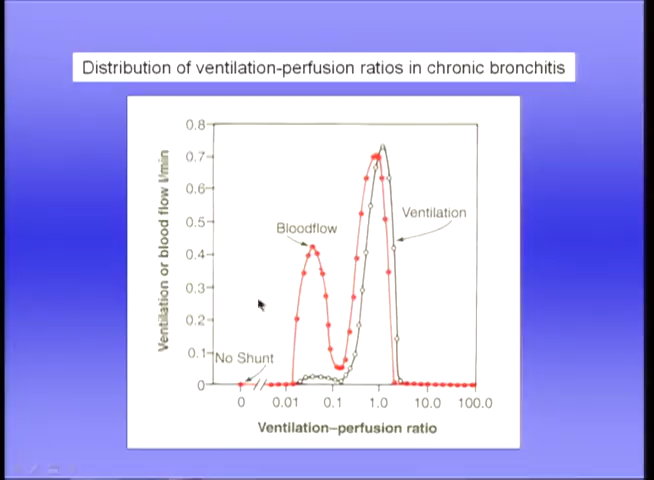 Distribution of ventilation-perfusion ratios in chronic bronchitis
Ventilation or blood flow l/min
0.8
0.7
0.6
0.5
0.4
0.3
0.2
0.1
0
Bloodflow
Ventilation
No Shunt
0
0.01
0.1
1.0
10.0
100.0
Ventilation–perfusion ratio